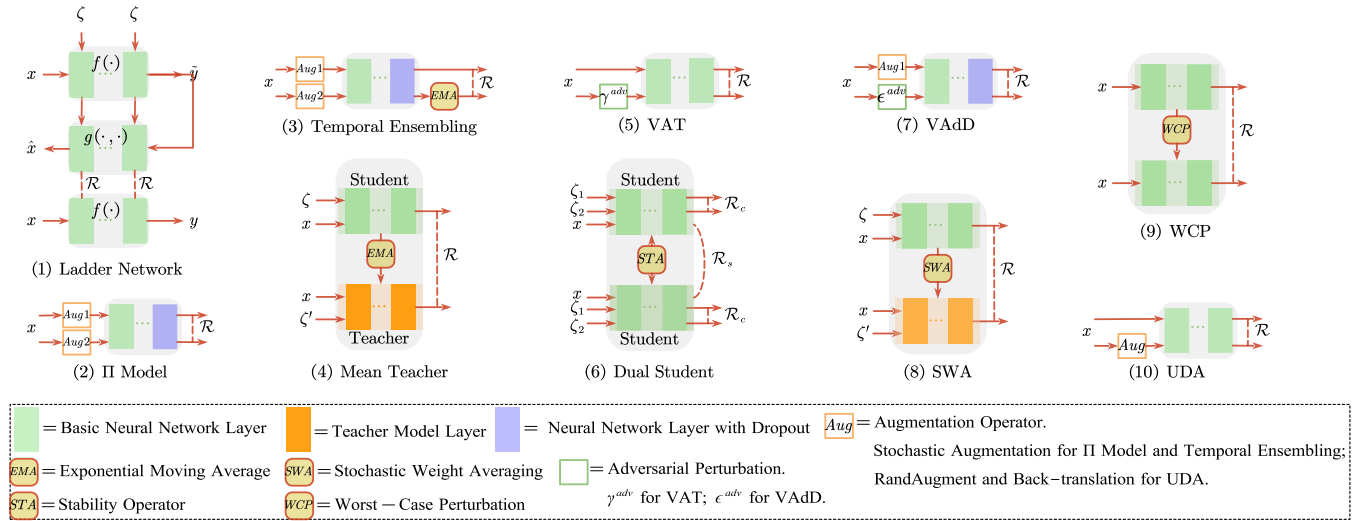 ζ ζ
x f(·) ỹ
x̂ g(·,·)
ℛ ℛ
x f(·) y
(1) Ladder Network
x Aug1 ℛ
Aug2
(2) Π Model
x Aug1 ℛ
Aug2 EMA
(3) Temporal Ensembling
Student
ζ
x
EMA ℛ
x
ζ′
Teacher
(4) Mean Teacher
x ℛ
γ^{adv}
(5) VAT
Student
ζ₁
ζ₂ ℛ_c
x
STA ℛ_s
x
ζ₁ ℛ_c
ζ₂
Student
(6) Dual Student
x Aug1 ℛ
ϵ^{adv}
(7) VAdD
ζ
x
SWA ℛ
x
ζ′
(8) SWA
x
WCP ℛ
x
(9) WCP
x ℛ
Aug
(10) UDA
= Basic Neural Network Layer
= Teacher Model Layer
= Neural Network Layer with Dropout
Aug = Augmentation Operator.
Stochastic Augmentation for Π Model and Temporal Ensembling;
RandAugment and Back−translation for UDA.
EMA = Exponential Moving Average
SWA = Stochastic Weight Averaging
= Adversarial Perturbation.
γ^{adv} for VAT; ϵ^{adv} for VAdD.
STA = Stability Operator
WCP = Worst−Case Perturbation